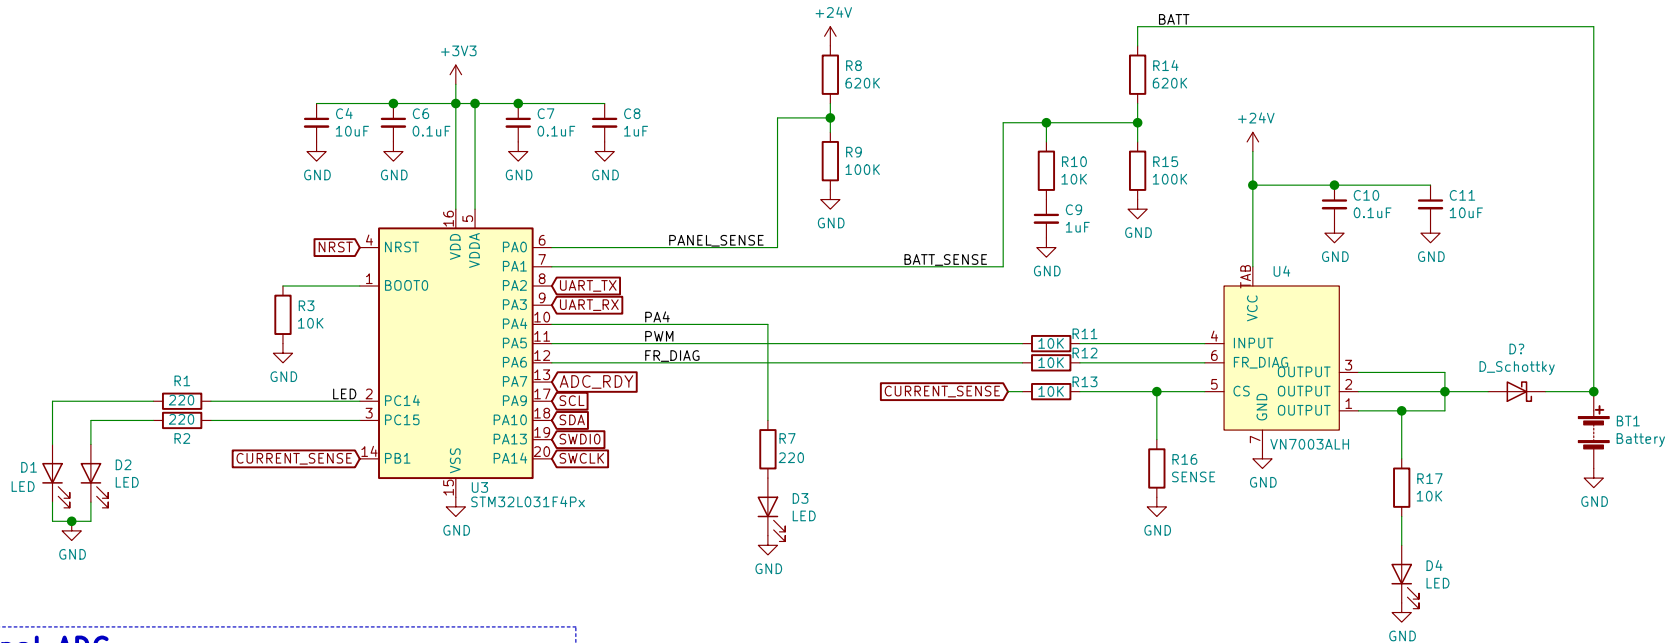 +24V
BATT
+3V3
R8
620K
R14
620K
C4
10uF
C6
0.1uF
C7
0.1uF
C8
1uF
+24V
R9
100K
R10
10K
R15
100K
GND
GND
GND
GND
C10
0.1uF
C11
10uF
C9
1uF
GND
GND
GND
GND
GND
16
VDD
5
VDDA
NRST
4
NRST
PA0
6
PANEL_SENSE
PA1
7
BATT_SENSE
1
BOOT0
PA2
8
UART_TX
PA3
9
UART_RX
R3
10K
PA4
10
PA4
PA5
11
PWM
PA6
12
FR_DIAG
PA7
13
ADC_RDY
GND
R1
220
LED
2
PC14
PA9
17
SCL
220
R2
3
PC15
PA10
18
SDA
PA13
19
SWDIO
CURRENT_SENSE
14
PB1
PA14
20
SWCLK
VSS
15
U3
STM32L031F4Px
GND
D1
LED
D2
LED
GND
R7
220
D3
LED
GND
TAB
VCC
U4
10K
R11
4
INPUT
10K
R12
6
FR_DIAG
CURRENT_SENSE
10K
R13
5
CS
OUTPUT
3
OUTPUT
2
OUTPUT
1
GND
7
VN7003ALH
GND
D?
D_Schottky
BT1
Battery
GND
R16
SENSE
GND
R17
10K
D4
LED
GND
ADC